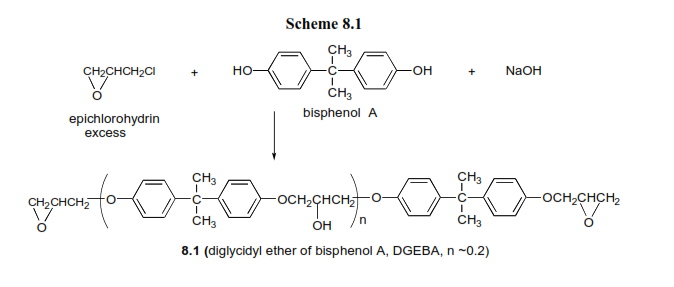 Scheme 8.1
CH3
CH2CHCH2Cl + HO C OH + NaOH
O
CH3
epichlorohydrin
excess
bisphenol A
CH3 CH3
CH2CHCH2 ( O C OCH2CHCH2 ) O C OCH2CHCH2
O CH3 OH n CH3 O
8.1 (diglycidyl ether of bisphenol A, DGEBA, n ~0.2)